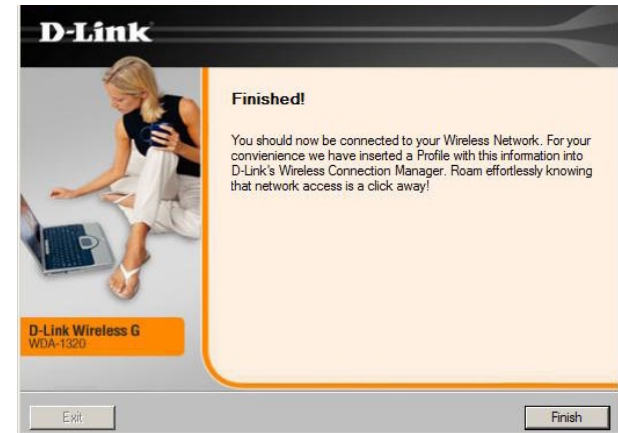 D-Link
Finished!
You should now be connected to your Wireless Network. For your
convienience we have inserted a Profile with this information into
D-Link's Wireless Connection Manager. Roam effortlessly knowing
that network access is a click away!
D-Link Wireless G
WDA-1320
Exit
Finish